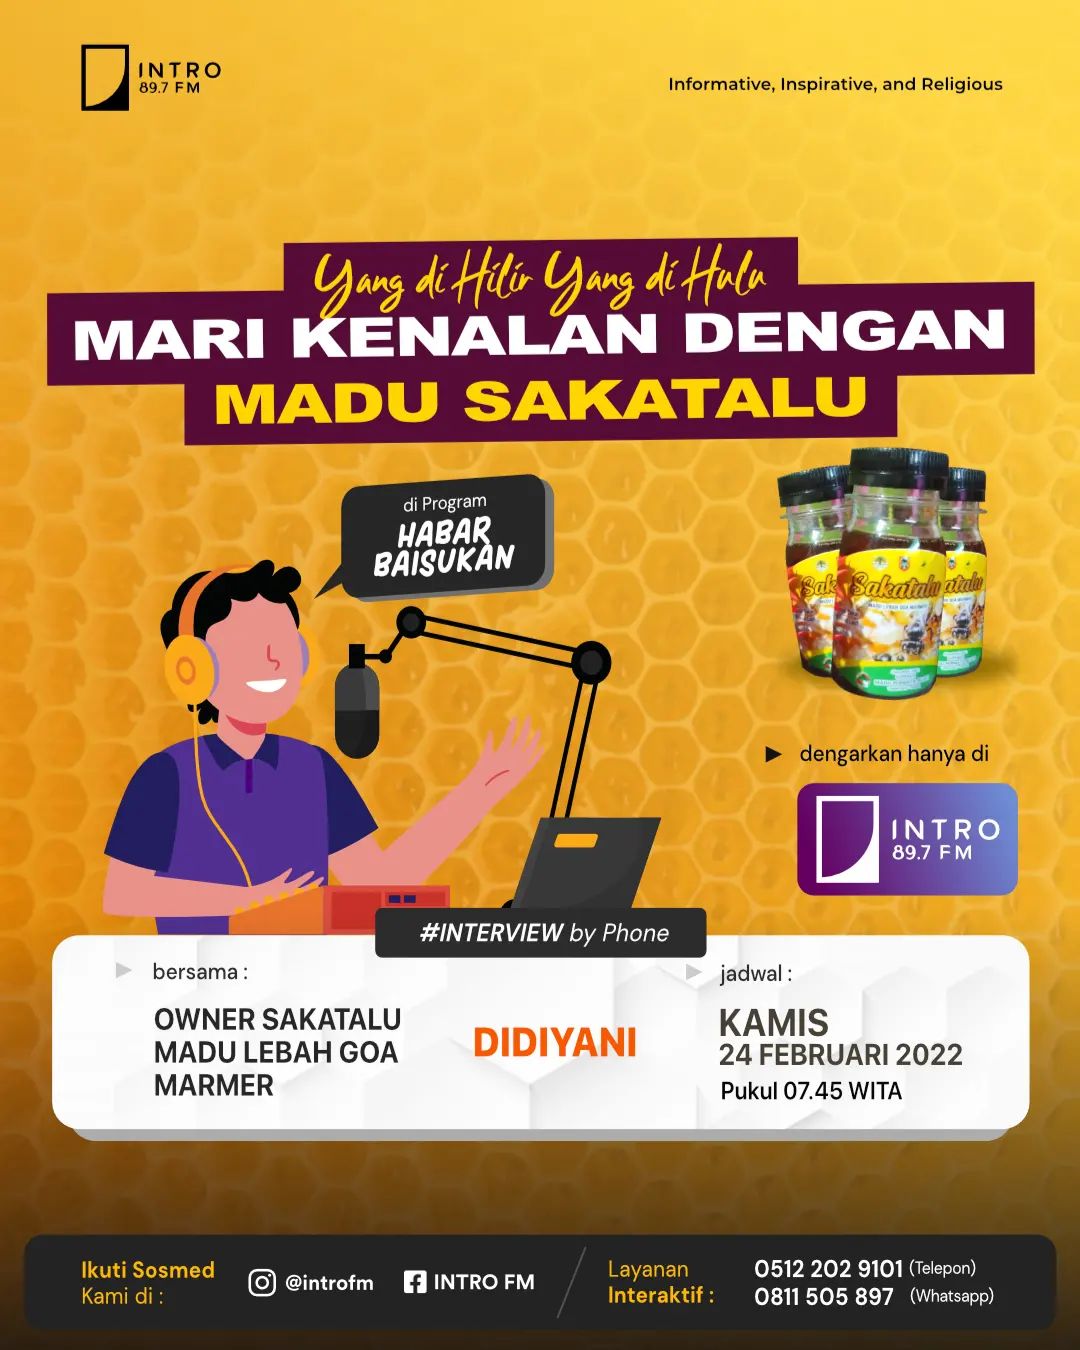 INTRO
89.7 FM
Informative, Inspirative, and Religious
Yang di Hilir Yang di Hulu
MARI KENALAN DENGAN
MADU SAKATALU
di Program
HABAR
BAISUKAN
Sakatalu
dengarkan hanya di
INTRO
89.7 FM
#INTERVIEW by Phone
bersama :
OWNER SAKATALU
MADU LEBAH GOA
MARMER
DIDIYANI
jadwal :
KAMIS
24 FEBRUARI 2022
Pukul 07.45 WITA
Ikuti Sosmed
Kami di :
@introfm
INTRO FM
Layanan
Interaktif :
0512 202 9101 (Telepon)
0811 505 897 (Whatsapp)